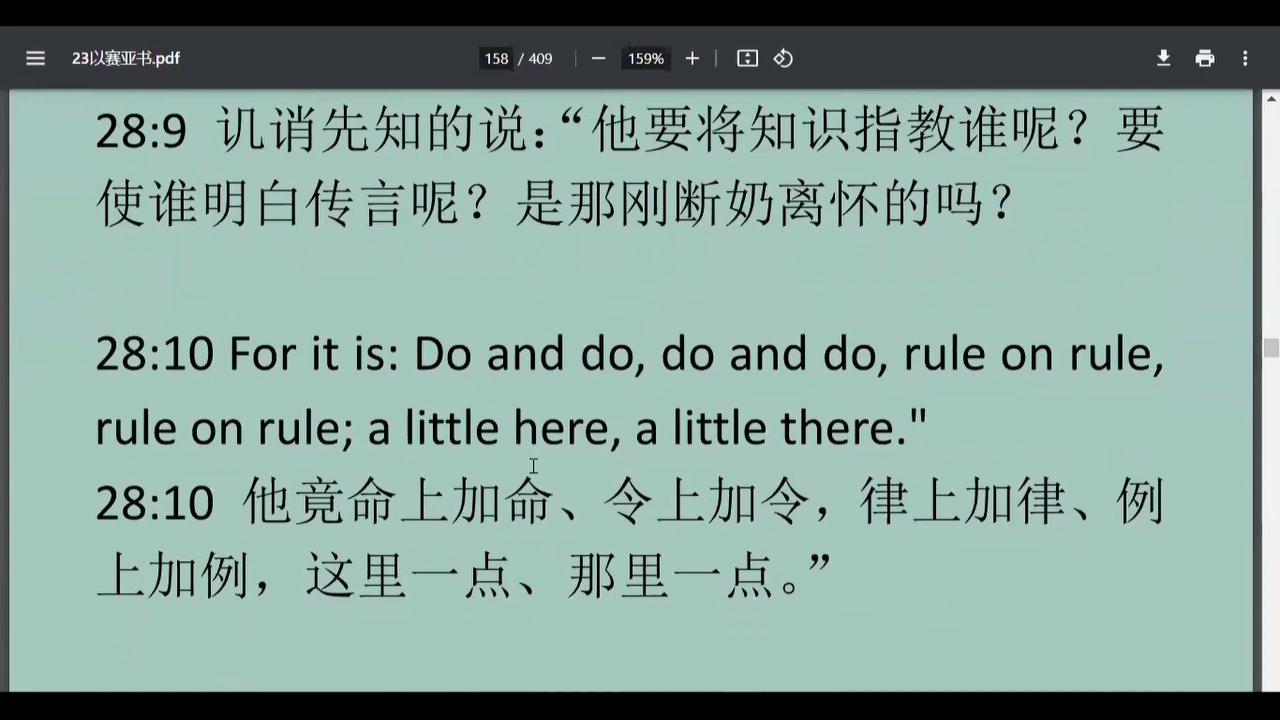 23以赛亚书.pdf
158 / 409
159%
28:9 讥诮先知的说：“他要将知识指教谁呢？要
使谁明白传言呢？是那刚断奶离怀的吗？
28:10 For it is: Do and do, do and do, rule on rule,
rule on rule; a little here, a little there."
28:10 他竟命上加命、令上加令，律上加律、例
上加例，这里一点、那里一点。”